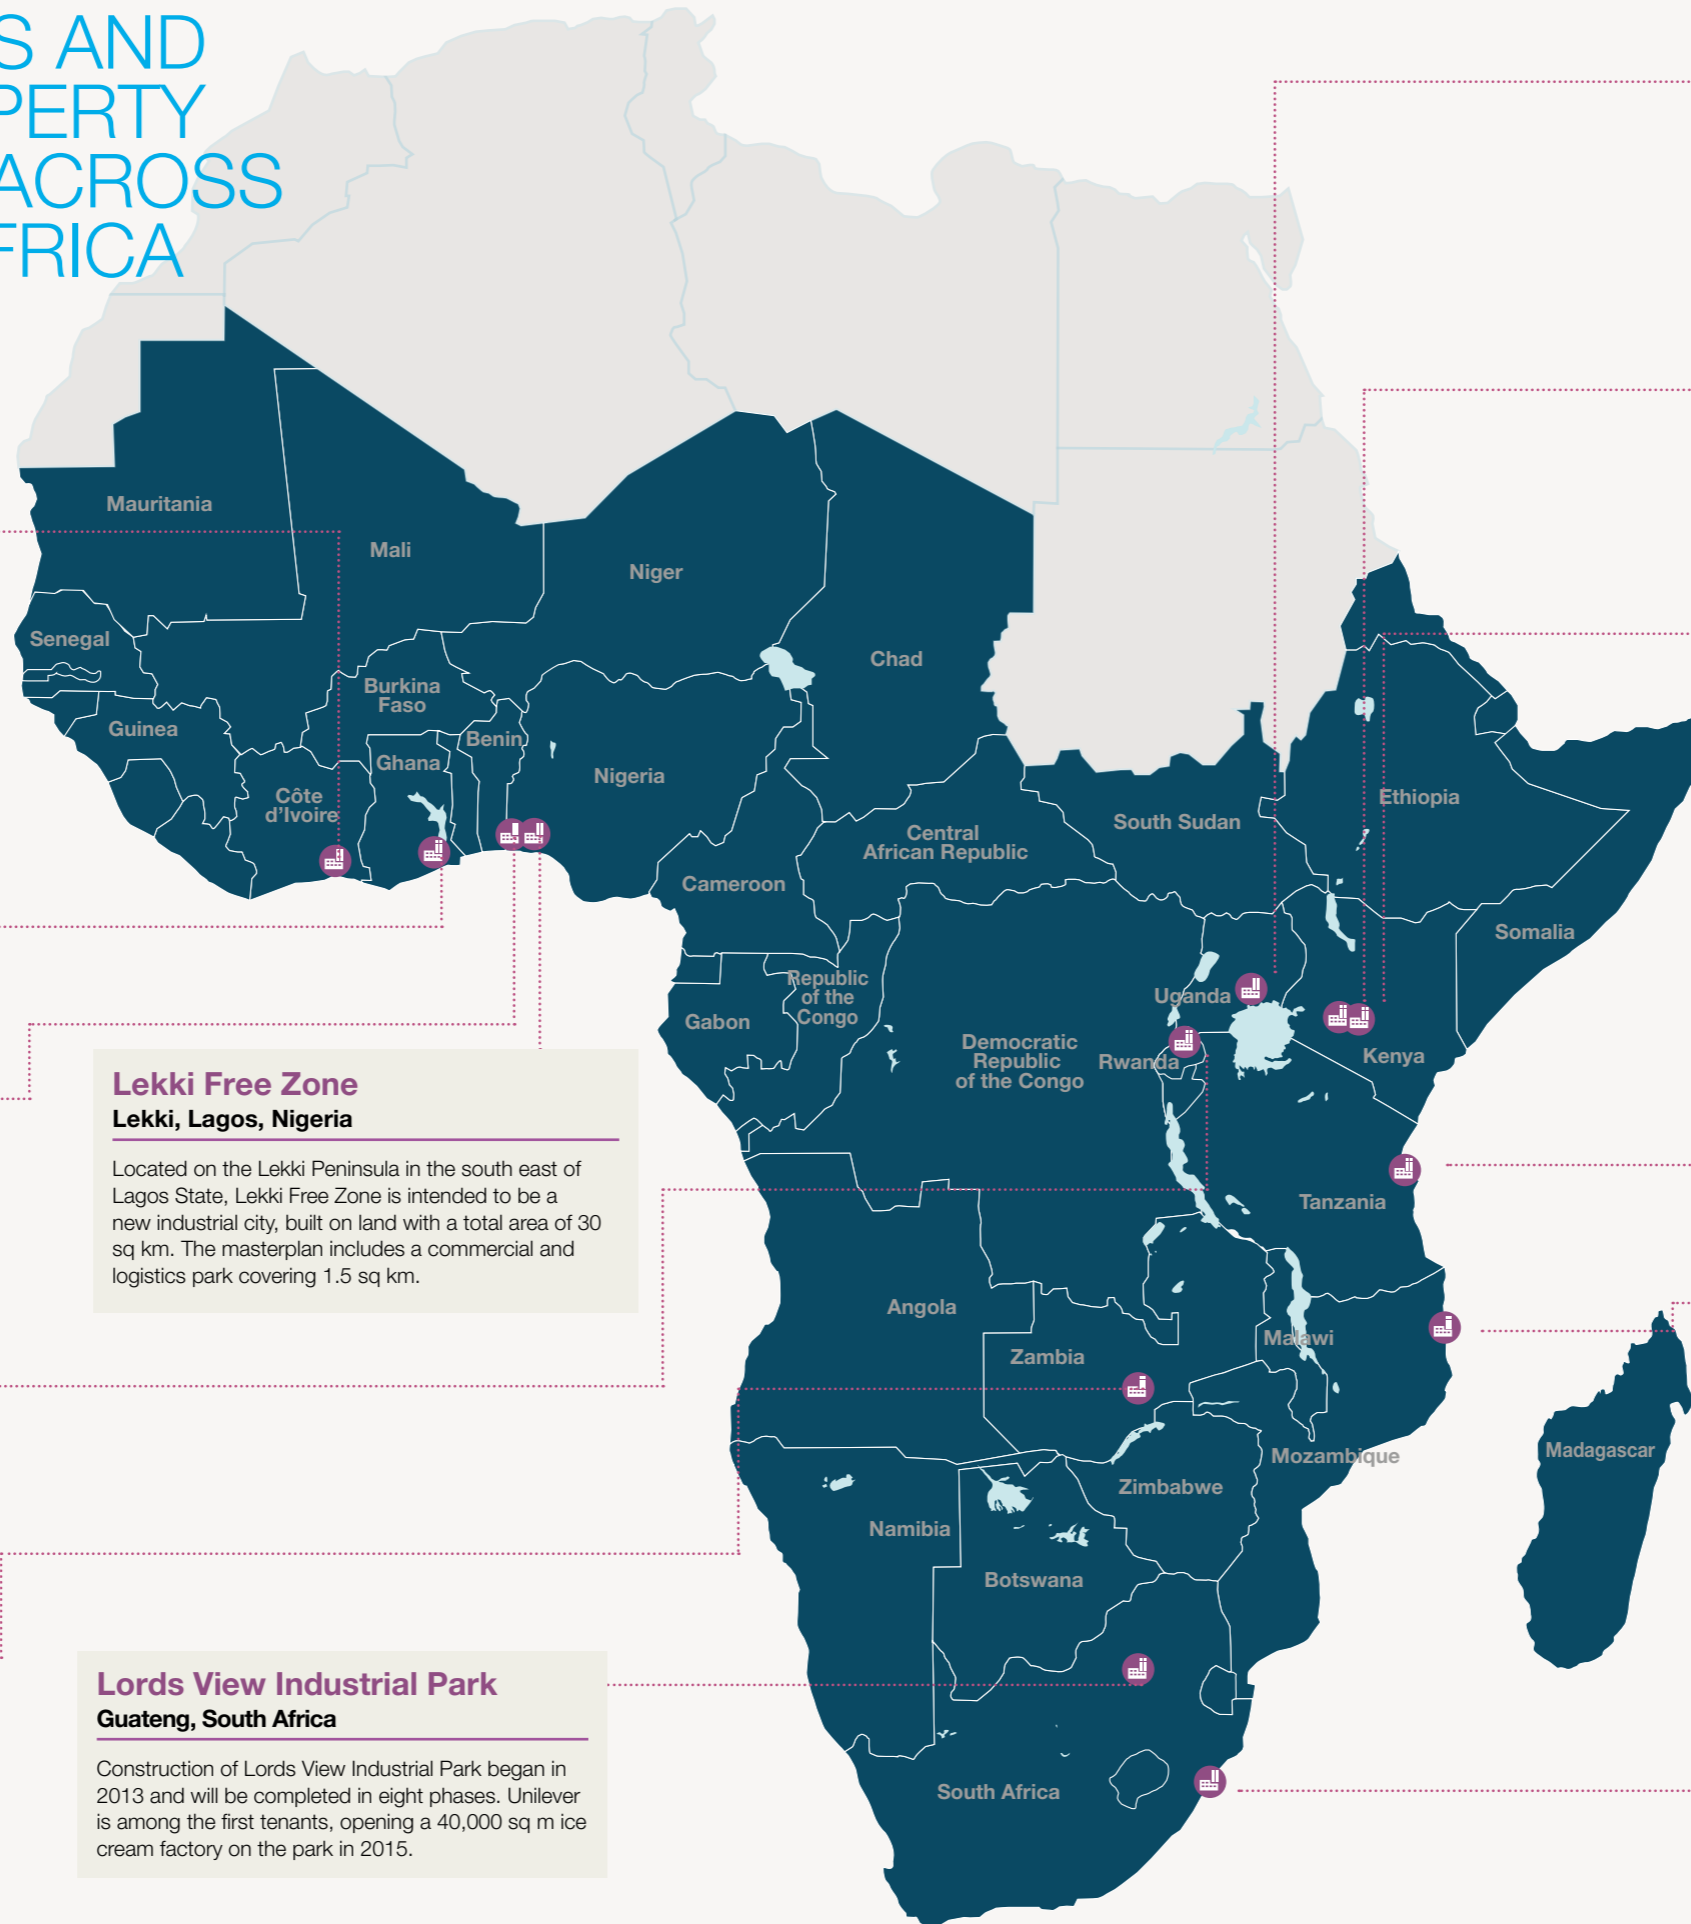 S AND
PERTY
ACROSS
FRICA
Mauritania
Mali
Niger
Senegal
Chad
Burkina
Faso
Guinea
Benin
Ghana
Nigeria
Côte
d'Ivoire
Ethiopia
South Sudan
Central
African Republic
Cameroon
Somalia
Republic
of the
Congo
Uganda
Gabon
Democratic
Republic
of the Congo
Rwanda
Kenya
Lekki Free Zone
Lekki, Lagos, Nigeria
Located on the Lekki Peninsula in the south east of
Lagos State, Lekki Free Zone is intended to be a
new industrial city, built on land with a total area of 30
sq km. The masterplan includes a commercial and
logistics park covering 1.5 sq km.
Tanzania
Angola
Malawi
Zambia
Mozambique
Madagascar
Zimbabwe
Namibia
Botswana
Lords View Industrial Park
Guateng, South Africa
Construction of Lords View Industrial Park began in
2013 and will be completed in eight phases. Unilever
is among the first tenants, opening a 40,000 sq m ice
cream factory on the park in 2015.
South Africa